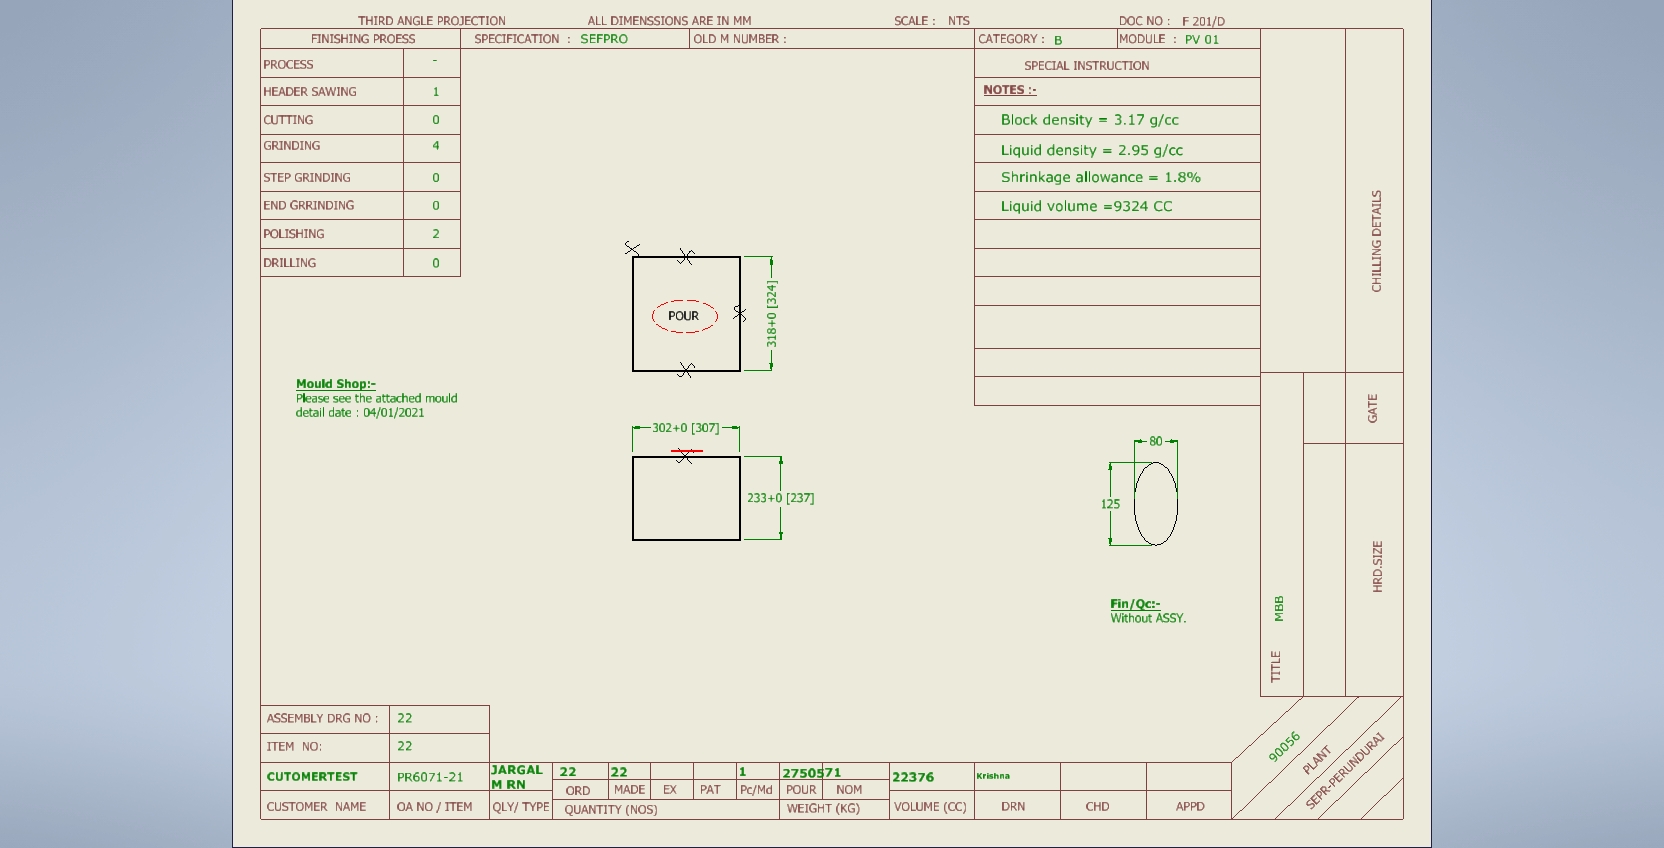 THIRD ANGLE PROJECTION ALL DIMENSSIONS ARE IN MM SCALE : NTS DOC NO : F 201/D
FINISHING PROESS SPECIFICATION : SEFPRO OLD M NUMBER : CATEGORY : B MODULE : PV 01
PROCESS -
HEADER SAWING 1
CUTTING 0
GRINDING 4
STEP GRINDING 0
END GRRINDING 0
POLISHING 2
DRILLING 0
SPECIAL INSTRUCTION
NOTES :-
Block density = 3.17 g/cc
Liquid density = 2.95 g/cc
Shrinkage allowance = 1.8%
Liquid volume =9324 CC
CHILLING DETAILS
POUR
318+0 [324]
Mould Shop:-
Please see the attached mould
detail date : 04/01/2021
GATE
302+0 [307]
233+0 [237]
80
125
Fin/Qc:-
Without ASSY.
HRD.SIZE
MBB
TITLE
ASSEMBLY DRG NO : 22
ITEM NO: 22
CUTOMERTEST PR6071-21 JARGAL
M RN
22 22 1 2750571 22376 Krishna
ORD MADE EX PAT Pc/Md POUR NOM
CUSTOMER NAME OA NO / ITEM QLY/ TYPE QUANTITY (NOS) WEIGHT (KG) VOLUME (CC) DRN CHD APPD
90056
PLANT
SEPR-PERUNDURAI